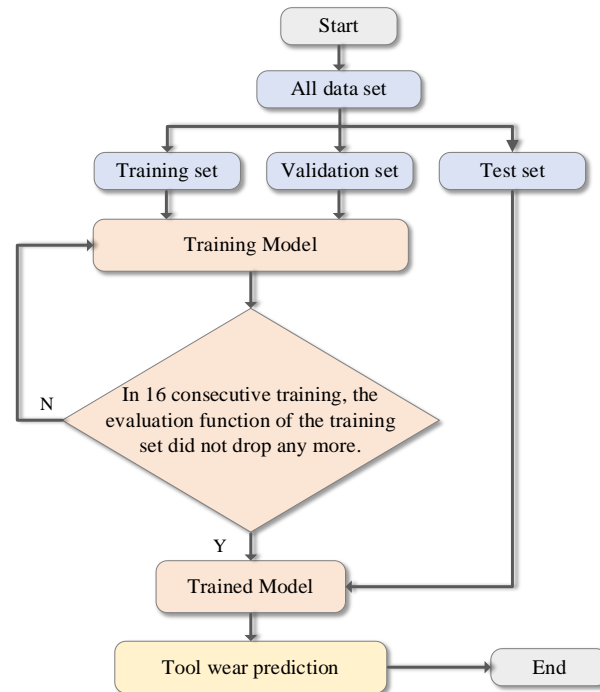 Start
All data set
Training set
Validation set
Test set
Training Model
In 16 consecutive training, the
evaluation function of the training
set did not drop any more.
N
Y
Trained Model
Tool wear prediction
End